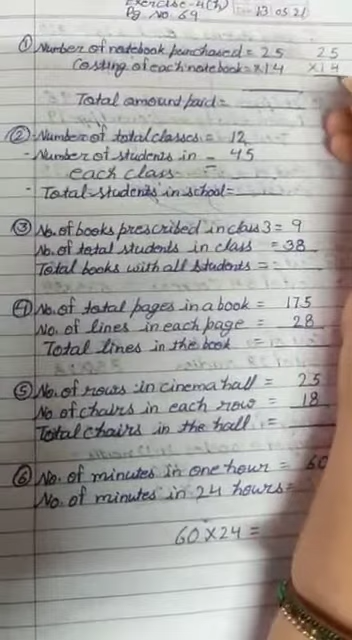 Exercise-4(h)
Pg. No 69
13.05.21
① Number of notebook purchased = 25 25
Costing of each notebook = ×14 ×14
Total amount paid =
② Number of total classes = 12
- Number of students in = 45
each class
- Total students in school =
③ No. of books prescribed in class 3 = 9
No. of total students in class = 38
Total books with all students =
④ No. of total pages in a book = 175
No. of lines in each page = 28
Total lines in the book =
⑤ No. of rows in cinema hall = 25
No of chairs in each row = 18
Total chairs in the hall =
⑥ No. of minutes in one hour = 60
No. of minutes in 24 hours =
60×24 =